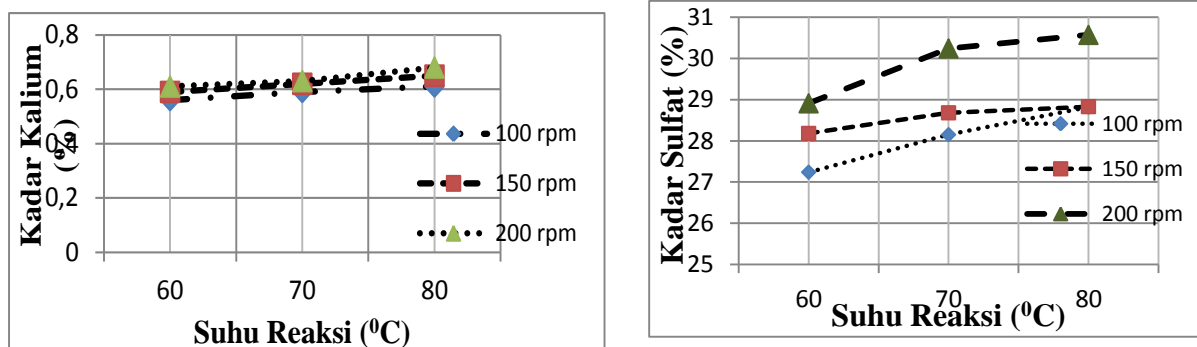 0,8
0,6
0,4
0,2
0
Kadar Kalium
(%)
60
70
80
Suhu Reaksi (⁰C)
100 rpm
150 rpm
200 rpm
31
30
29
28
27
26
25
Kadar Sulfat (%)
60
70
80
Suhu Reaksi (⁰C)
100 rpm
150 rpm
200 rpm